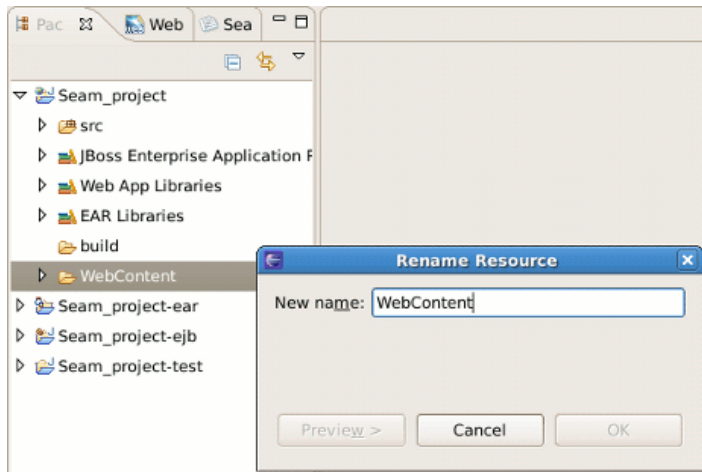 Pac Web Sea
Seam_project
src
JBoss Enterprise Application
Web App Libraries
EAR Libraries
build
WebContent
Seam_project-ear
Seam_project-ejb
Seam_project-test
Rename Resource
New name: WebContent
Preview > Cancel OK